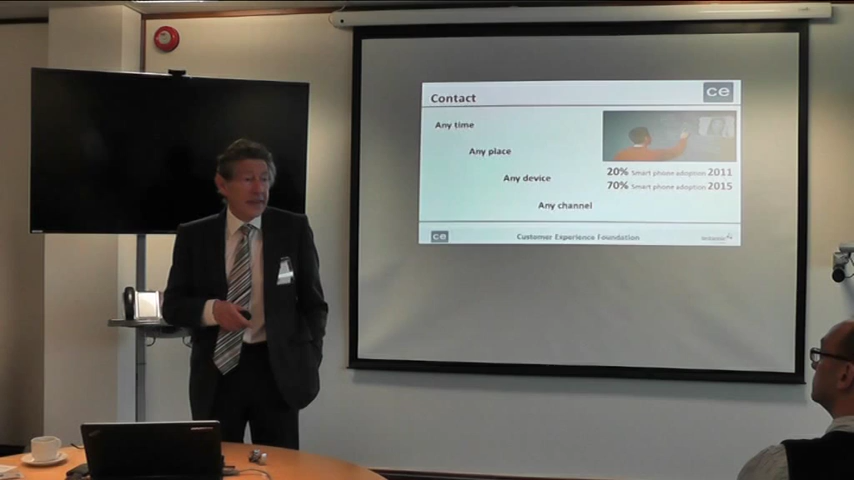 Contact
ce
Any time
Any place
Any device
Any channel
20% Smart phone adoption 2011
70% Smart phone adoption 2015
ce
Customer Experience Foundation